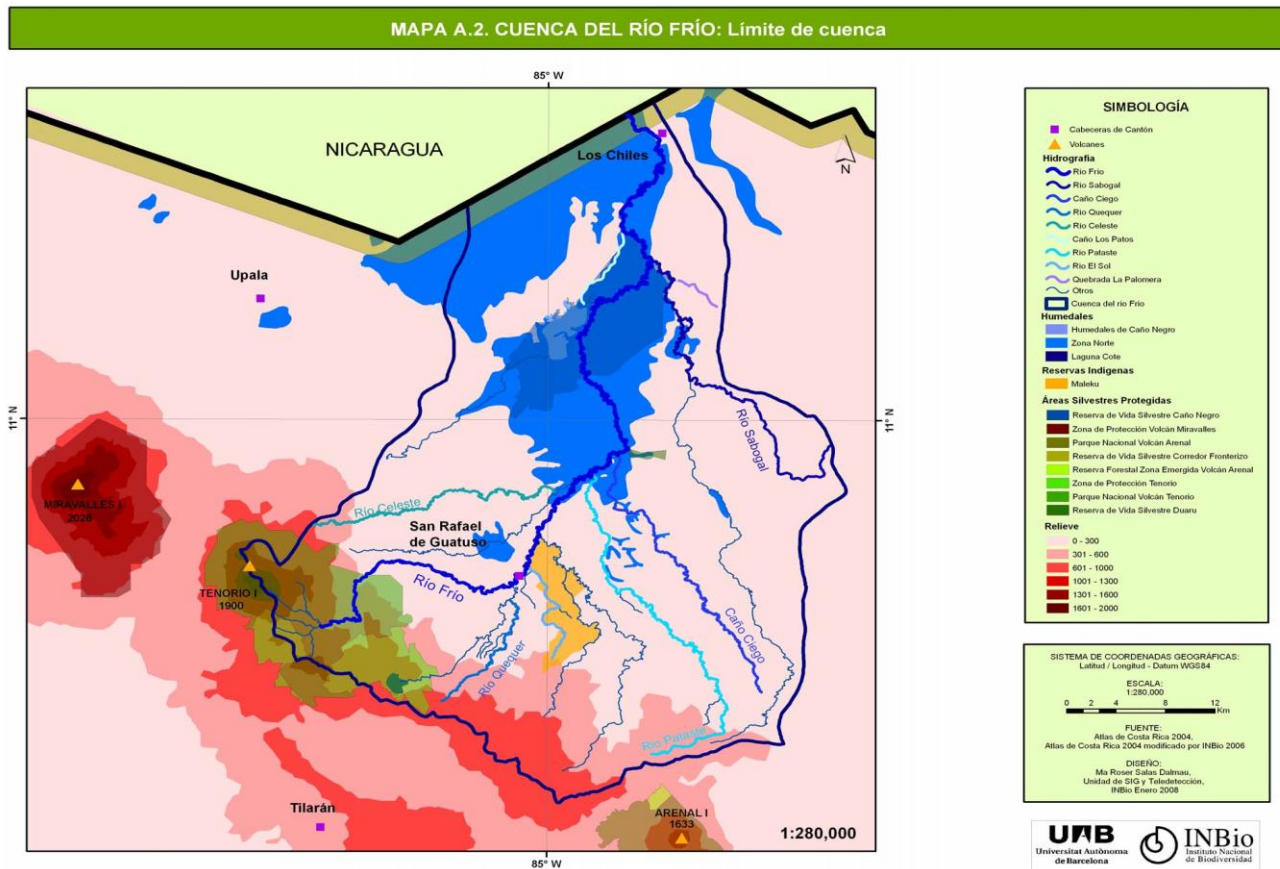 MAPA A.2. CUENCA DEL RÍO FRÍO: Límite de cuenca
85° W
NICARAGUA
Los Chiles
N
Upala
11° N
11° N
Río Sabogal
MIRAVALLES I
2028
Río Celeste
San Rafael
de Guatuso
TENORIO I
1900
Río Frío
Río Quequer
Caño Ciego
Río Pataste
Tilarán
ARENAL I
1633
1:280,000
85° W
SIMBOLOGÍA
Cabeceras de Cantón
Volcanes
Hidrografía
Río Frío
Río Sabogal
Caño Ciego
Río Quequer
Río Celeste
Caño Los Patos
Río Pataste
Río El Sol
Quebrada La Palomera
Otros
Cuenca del río Frío
Humedales
Humedales de Caño Negro
Zona Norte
Laguna Cote
Reservas Indígenas
Maleku
Áreas Silvestres Protegidas
Reserva de Vida Silvestre Caño Negro
Zona de Protección Volcán Miravalles
Parque Nacional Volcán Arenal
Reserva de Vida Silvestre Corredor Fronterizo
Reserva Forestal Zona Emergida Volcán Arenal
Zona de Protección Tenorio
Parque Nacional Volcán Tenorio
Reserva de Vida Silvestre Duaru
Relieve
0 - 300
301 - 600
601 - 1000
1001 - 1300
1301 - 1600
1601 - 2000
SISTEMA DE COORDENADAS GEOGRÁFICAS:
Latitud / Longitud - Datum WGS84
ESCALA:
1:280,000
0 2 4 8 12
Km
FUENTE:
Atlas de Costa Rica 2004,
Atlas de Costa Rica 2004 modificado por INBio 2006
DISEÑO:
Ma Roser Salas Dalmau,
Unidad de SIG y Teledetección,
INBio Enero 2008
UAB
Universitat Autònoma
de Barcelona
INBio
Instituto Nacional
de Biodiversidad